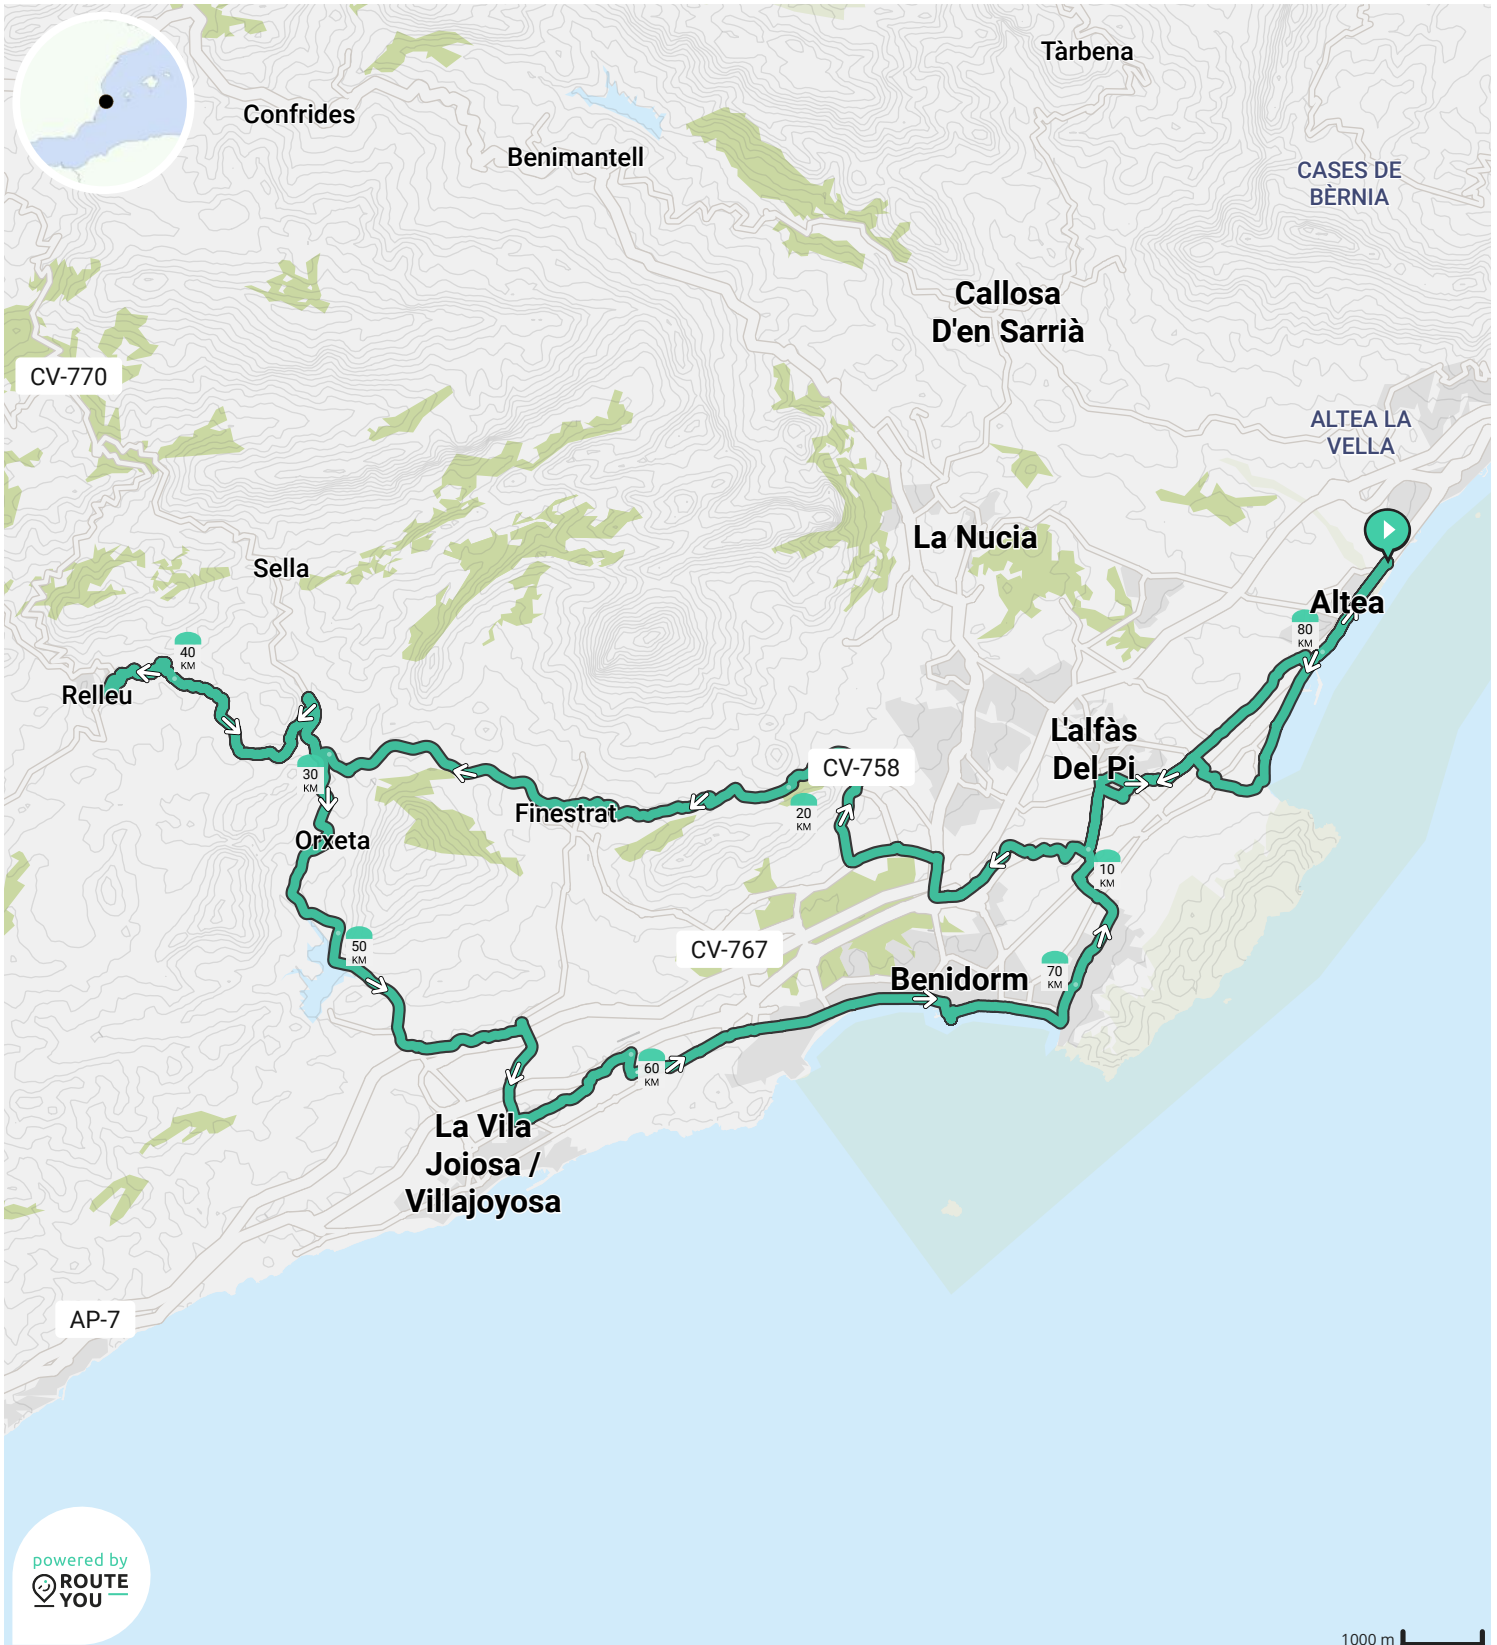 Tàrbena
Confrides
Benimantell
CASES DE
BÈRNIA
Callosa
D'en Sarrià
CV-770
ALTEA LA
VELLA
La Nucia
Sella
Altea
80
KM
40
KM
Relleu
L'alfàs
Del Pi
CV-758
30
KM
Finestrat
20
KM
Orxeta
10
KM
50
KM
CV-767
Benidorm
70
KM
60
KM
La Vila
Joiosa /
Villajoyosa
AP-7
powered by
ROUTE
YOU
1000 m